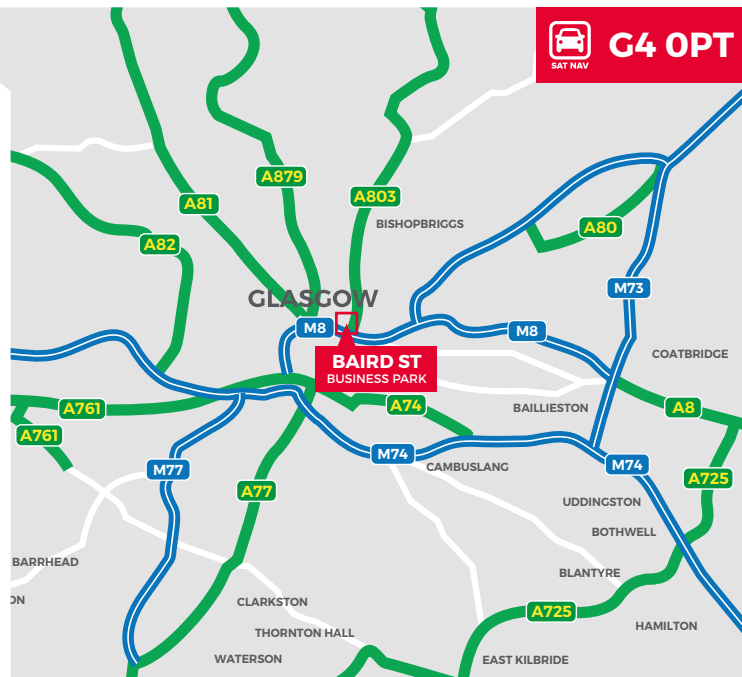 SAT NAV
G4 0PT
A879
A803
A81
BISHOPBRIGGS
A80
A82
M73
GLASGOW
M8
M8
COATBRIDGE
BAIRD ST
BUSINESS PARK
A761
A74
BAILLIESTON
A8
A761
M74
M74
M77
CAMBUSLANG
A725
A77
UDDINGSTON
BOTHWELL
BARRHEAD
BLANTYRE
ON
CLARKSTON
A725
THORNTON HALL
HAMILTON
WATERSON
EAST KILBRIDE